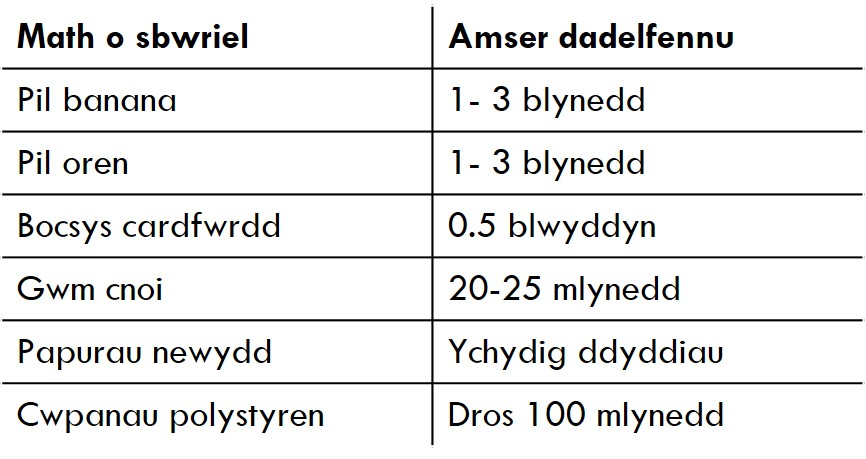 Math o sbwriel Amser dadelfennu
Pil banana 1- 3 blynedd
Pil oren 1- 3 blynedd
Bocsys cardfwrdd 0.5 blwyddyn
Gwm cnoi 20-25 mlynedd
Papurau newydd Ychydig ddyddiau
Cwpanau polystyren Dros 100 mlynedd